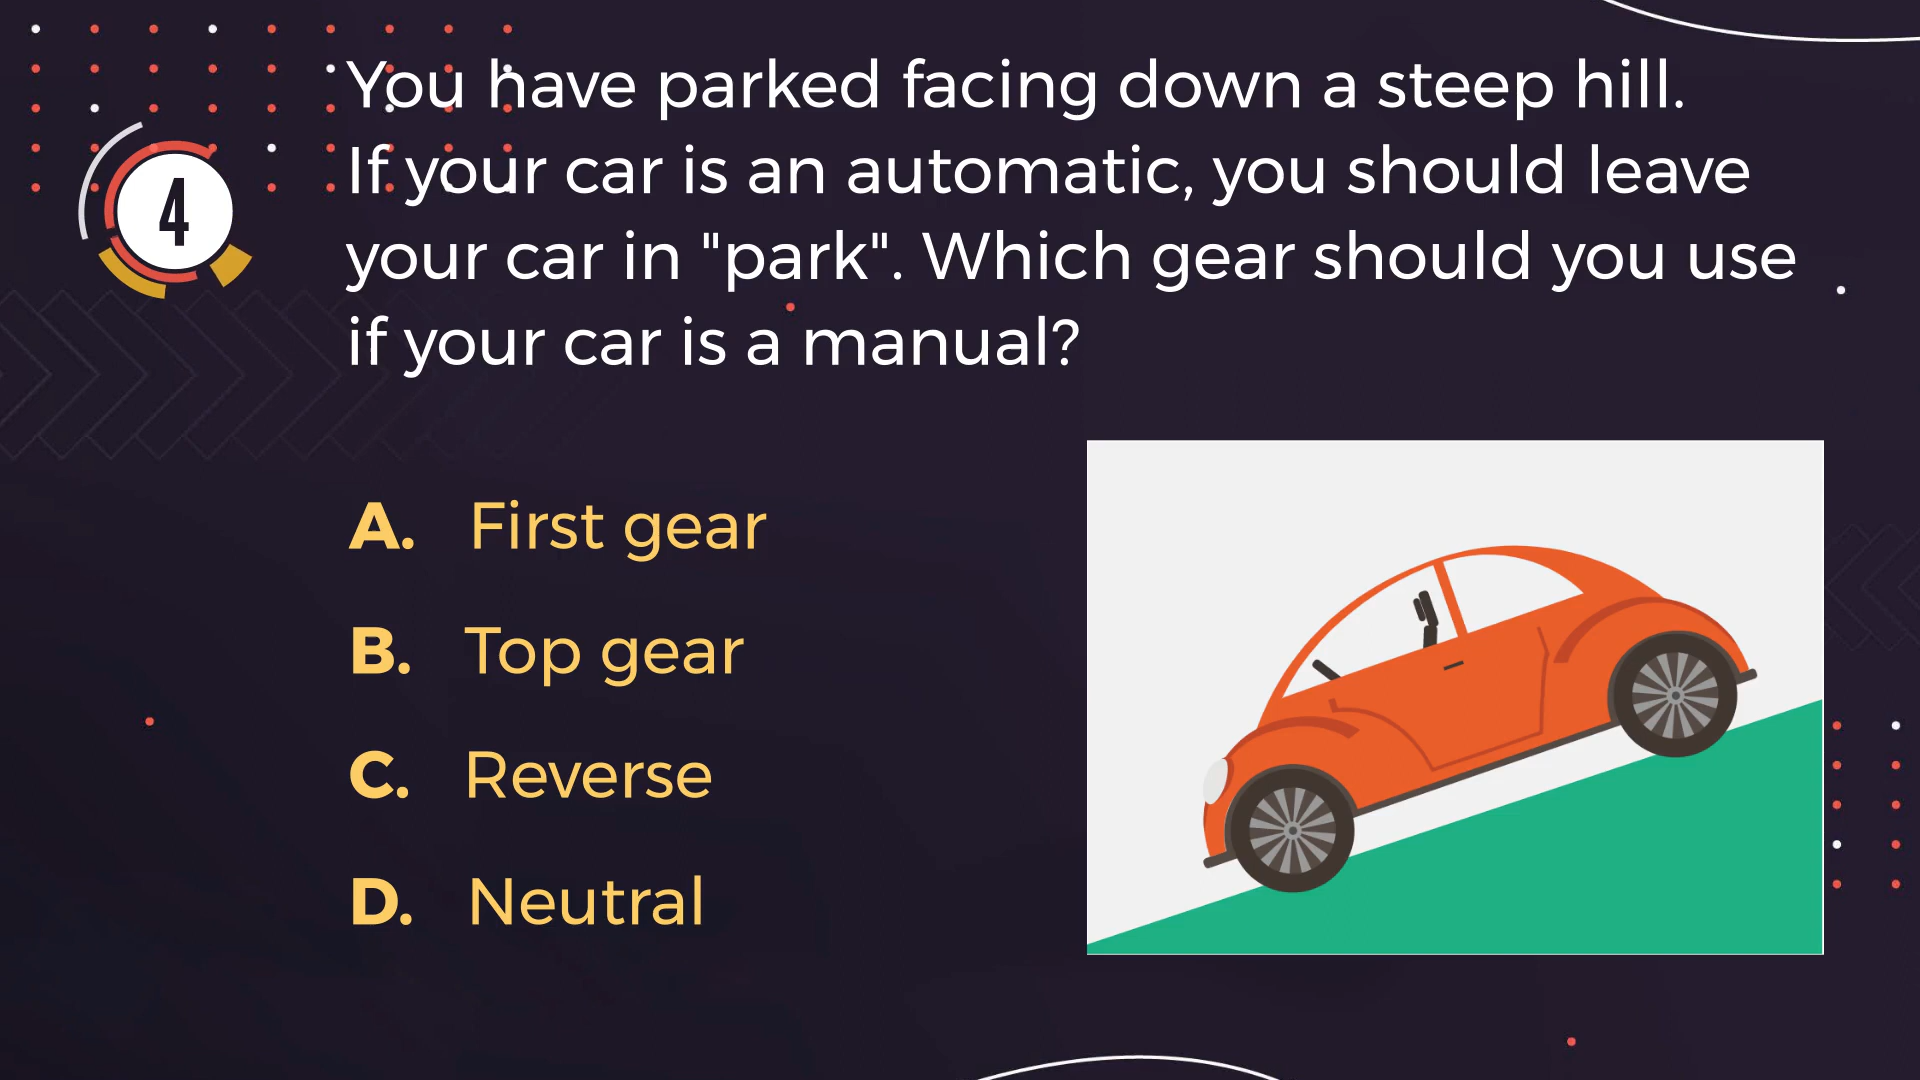 4
You have parked facing down a steep hill.
If your car is an automatic, you should leave
your car in "park". Which gear should you use
if your car is a manual?
A. First gear
B. Top gear
C. Reverse
D. Neutral